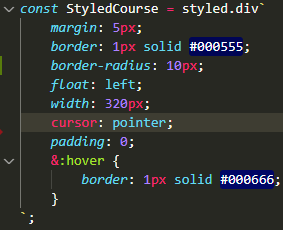 const StyledCourse = styled.div`
margin: 5px;
border: 1px solid #000555;
border-radius: 10px;
float: left;
width: 320px;
cursor: pointer;
padding: 0;
&:hover {
border: 1px solid #000666;
}
`;